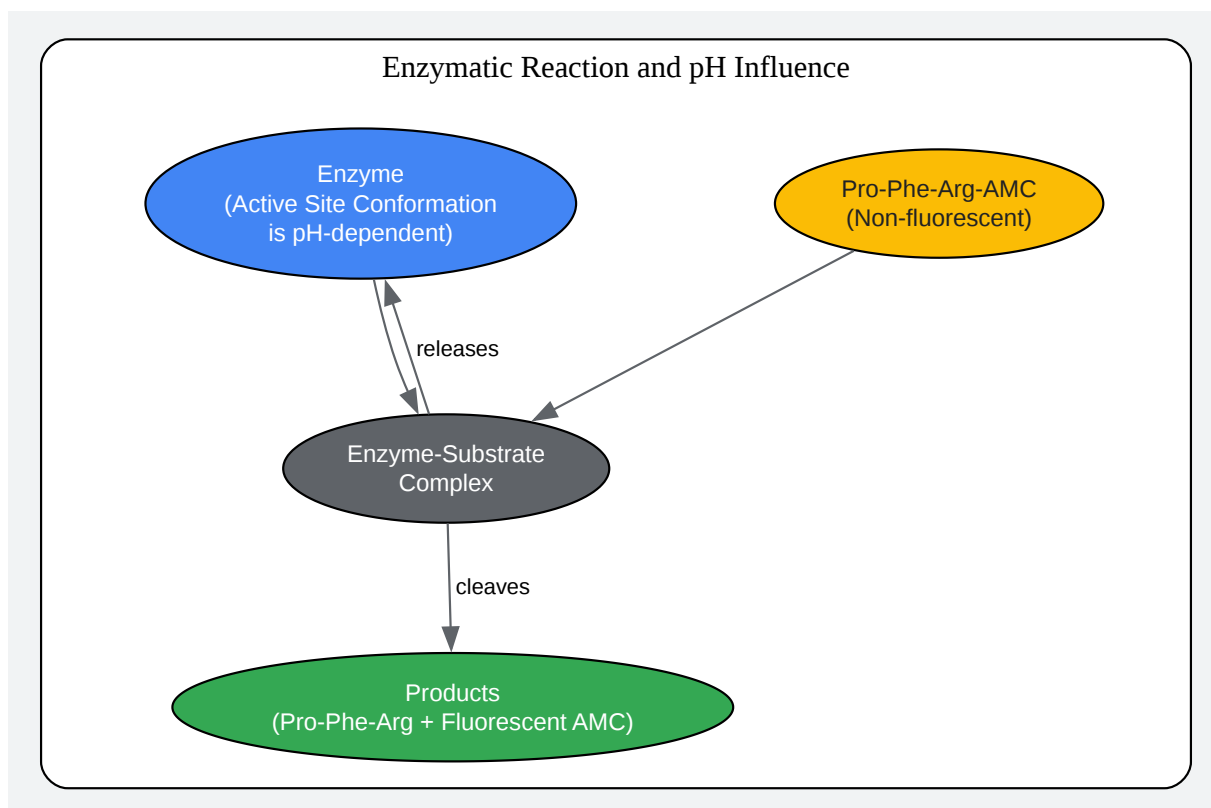 Enzymatic Reaction and pH Influence
Enzyme
(Active Site Conformation
is pH-dependent)
Pro-Phe-Arg-AMC
(Non-fluorescent)
releases
Enzyme-Substrate
Complex
cleaves
Products
(Pro-Phe-Arg + Fluorescent AMC)